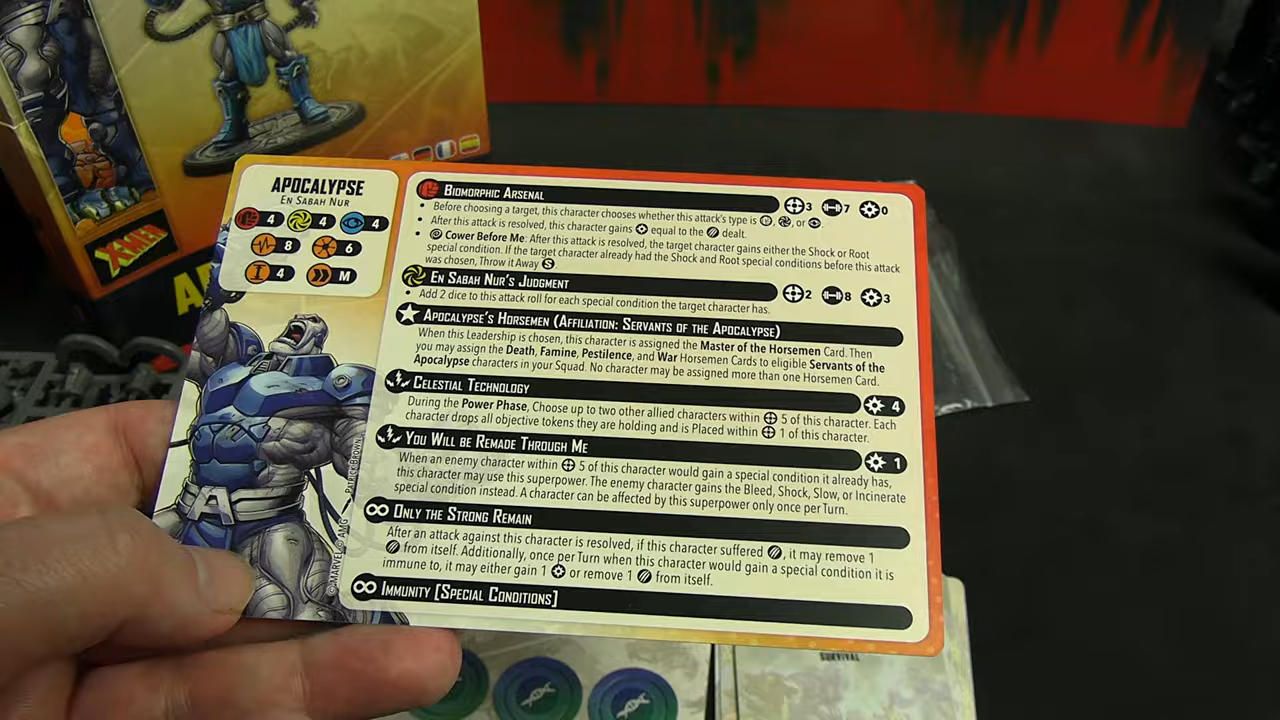 X-MEN
AP
APOCALYPSE
EN SABAH NUR
4 4 4
8 6
4 M
BIOMORPHIC ARSENAL 3 7 0
• Before choosing a target, this character chooses whether this attack's type is , , or .
• After this attack is resolved, this character gains equal to the dealt.
• Cower Before Me: After this attack is resolved, the target character gains either the Shock or Root
special condition. If the target character already had the Shock and Root special conditions before this attack
was chosen, Throw it Away S
EN SABAH NUR'S JUDGMENT 2 8 3
• Add 2 dice to this attack roll for each special condition the target character has.
APOCALYPSE'S HORSEMEN (AFFILIATION: SERVANTS OF THE APOCALYPSE)
When this Leadership is chosen, this character is assigned the Master of the Horsemen Card. Then
you may assign the Death, Famine, Pestilence, and War Horsemen Cards to eligible Servants of the
Apocalypse characters in your Squad. No character may be assigned more than one Horsemen Card.
CELESTIAL TECHNOLOGY 4
During the Power Phase, Choose up to two other allied characters within 5 of this character. Each
character drops all objective tokens they are holding and is Placed within 1 of this character.
YOU WILL BE REMADE THROUGH ME 1
When an enemy character within 5 of this character would gain a special condition it already has,
this character may use this superpower. The enemy character gains the Bleed, Shock, Slow, or Incinerate
special condition instead. A character can be affected by this superpower only once per Turn.
ONLY THE STRONG REMAIN
After an attack against this character is resolved, if this character suffered , it may remove 1
from itself. Additionally, once per Turn when this character would gain a special condition it is
immune to, it may either gain 1 or remove 1 from itself.
IMMUNITY [SPECIAL CONDITIONS]
©MARVEL © AMG — PATRICK BROWN
A
SURVIVAL